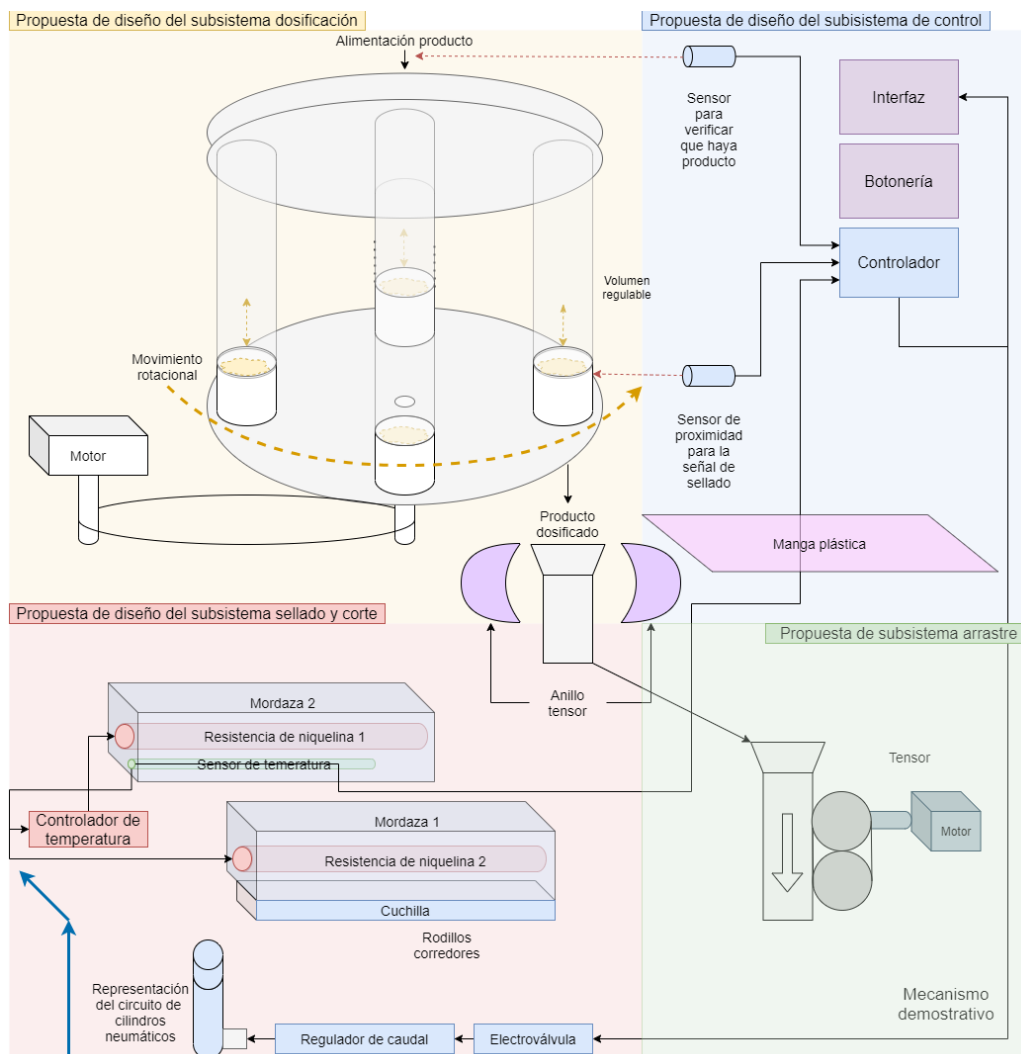 Propuesta de diseño del subsistema dosificación
Propuesta de diseño del subisistema de control
Alimentación producto
Sensor
para
verificar
que haya
producto
Interfaz
Botonería
Controlador
Volumen
regulable
Movimiento
rotacional
Motor
Sensor de
proximidad
para la
señal de
sellado
Producto
dosificado
Manga plástica
Propuesta de diseño del subsistema sellado y corte
Propuesta de subsistema arrastre
Anillo
tensor
Mordaza 2
Resistencia de niquelina 1
Sensor de temeratura
Controlador de
temperatura
Mordaza 1
Resistencia de niquelina 2
Cuchilla
Rodillos
corredores
Tensor
Motor
Representación
del circuito de
cilindros
neumáticos
Regulador de caudal
Electroválvula
Mecanismo
demostrativo